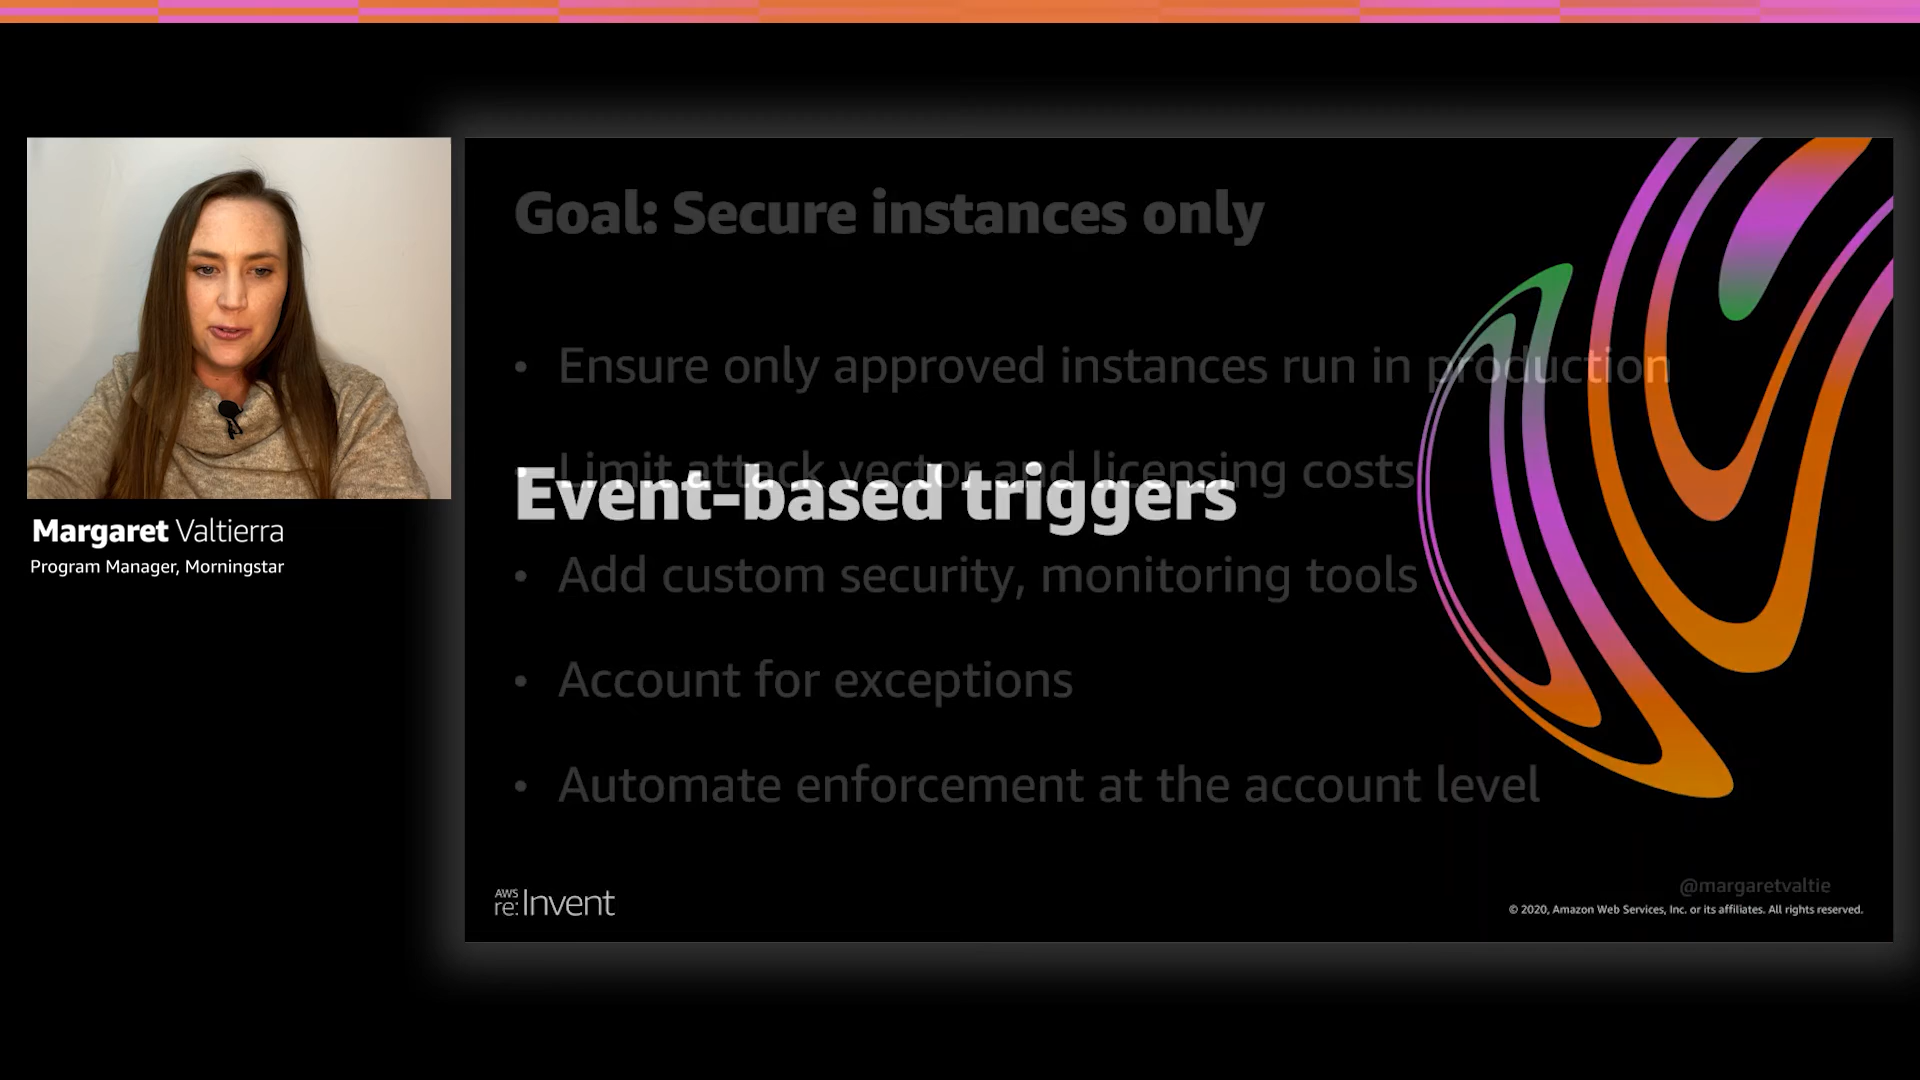 Margaret Valtierra
Program Manager, Morningstar
Goal: Secure instances only
• Ensure only approved instances run in production
• Limit attack vector and licensing costs
Event-based triggers
• Add custom security, monitoring tools
• Account for exceptions
• Automate enforcement at the account level
AWS
re:Invent
@margaretvaltie
© 2020, Amazon Web Services, Inc. or its affiliates. All rights reserved.